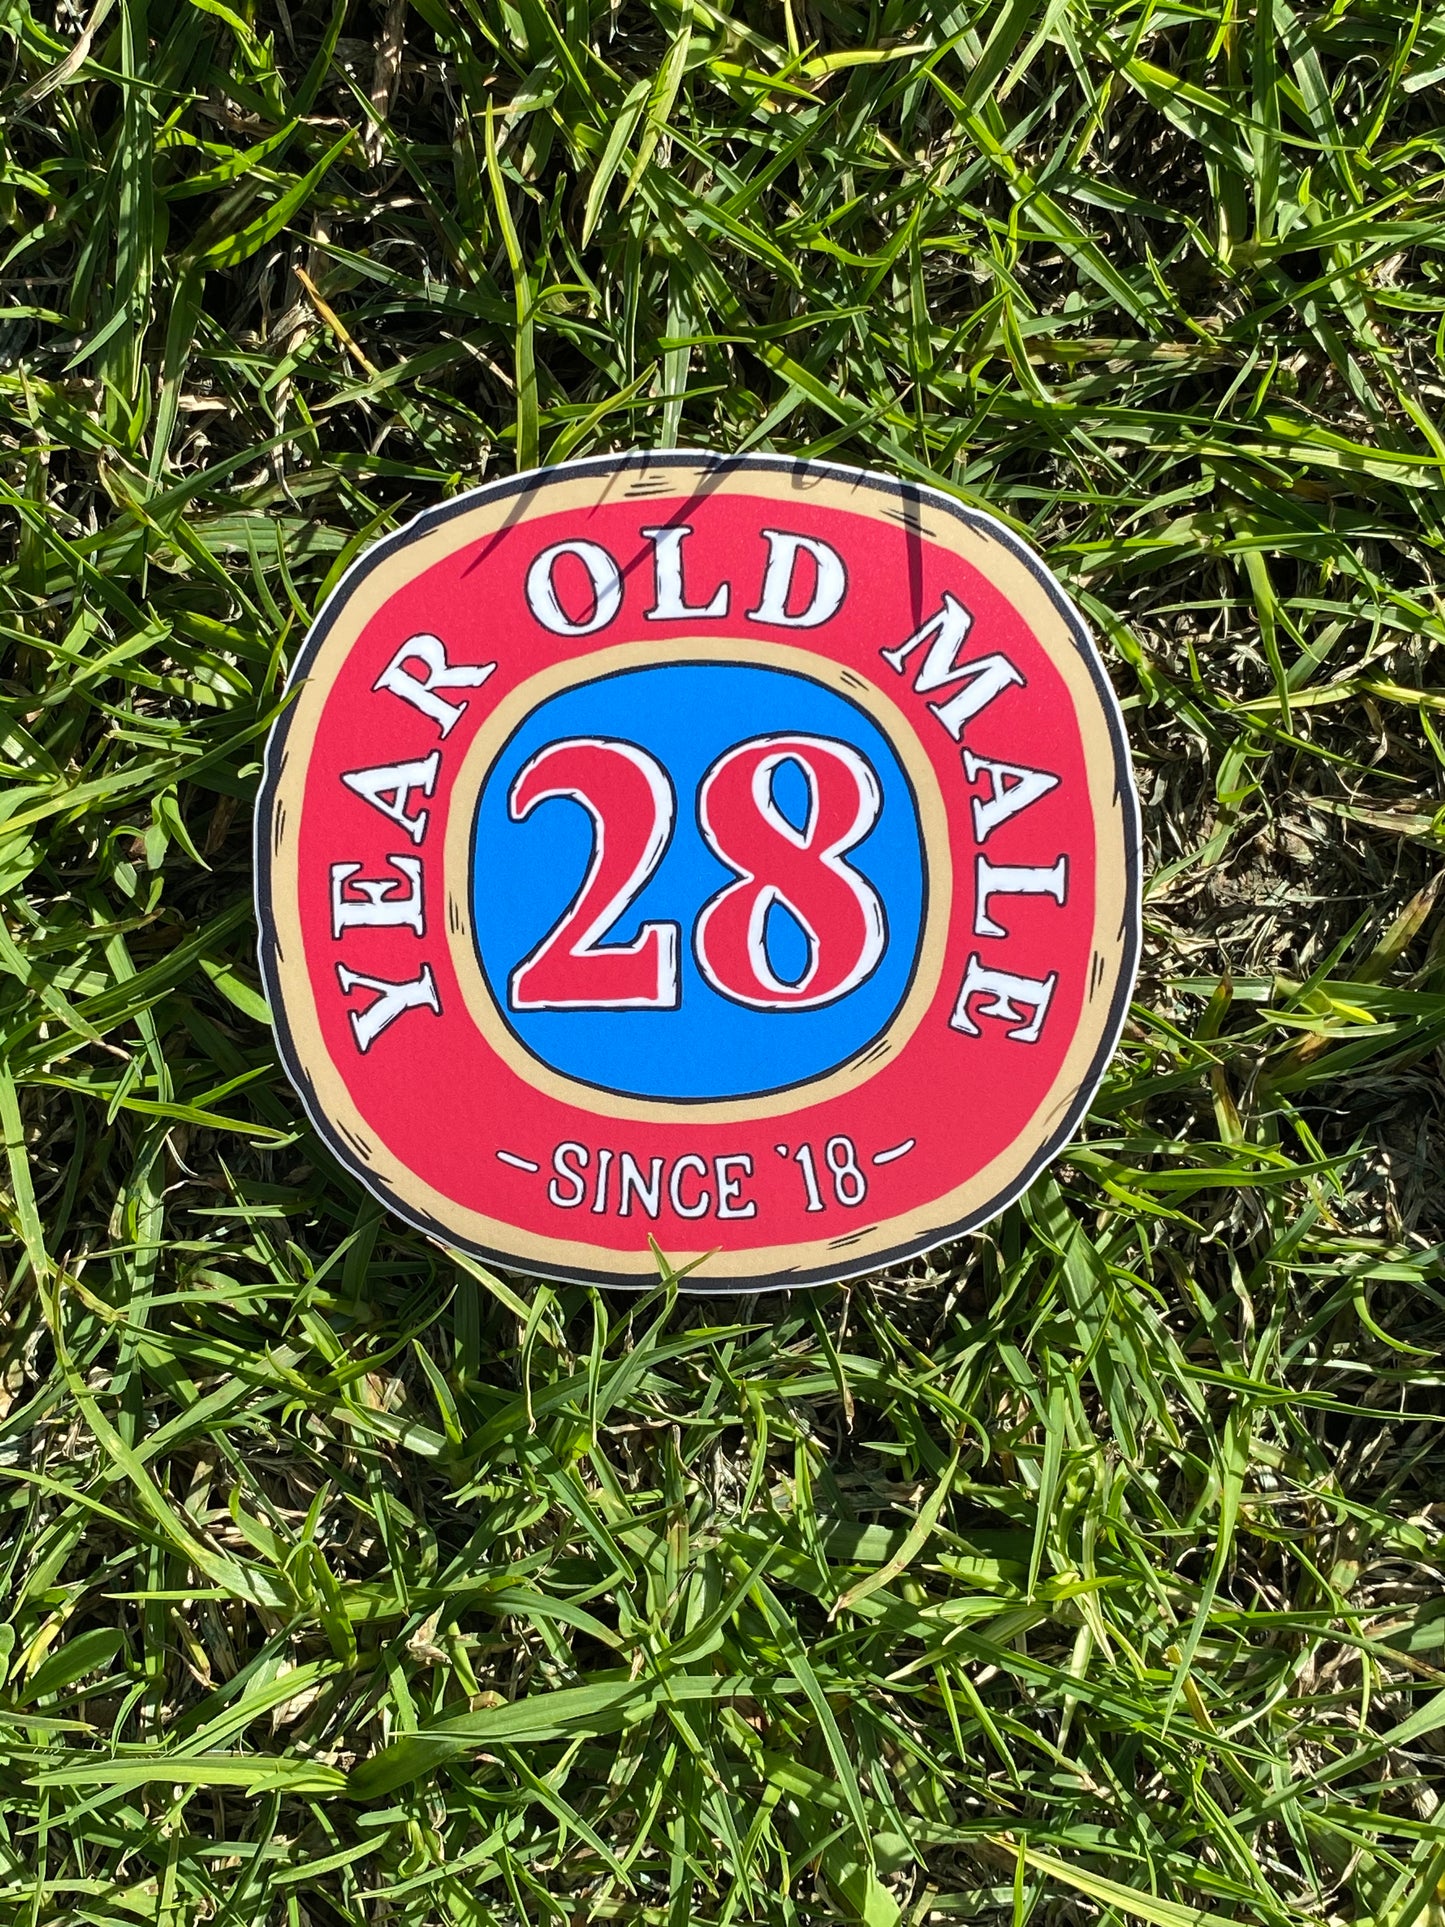 YEAR OLD MALE
28
-SINCE '18-